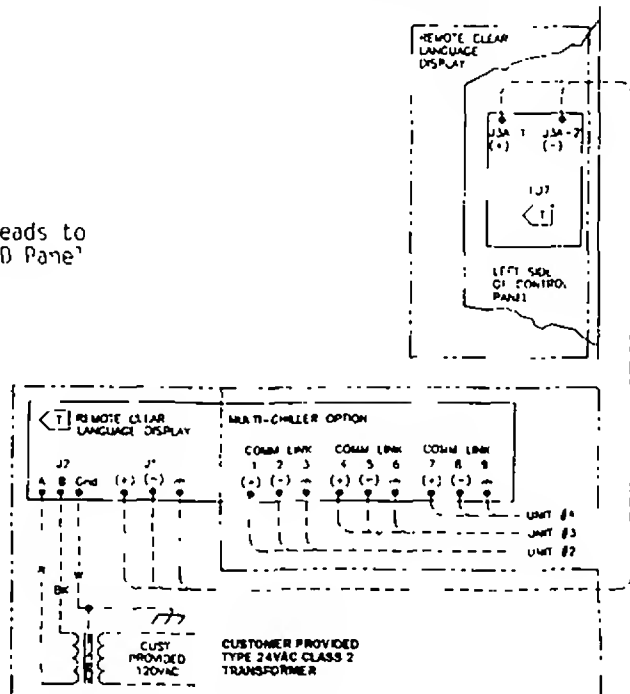 REMOTE CLEAR
LANGUAGE
DISPLAY
J3A-1 J3A-2
(+) (-)
1U7
T
LEFT SIDE
OF CONTROL
PANEL
eads to
D Panel
T REMOTE CLEAR
LANGUAGE DISPLAY
MULTI-CHILLER OPTION
COMM LINK COMM LINK COMM LINK
J2
A B Gnd (+) (-)
1 2 3 4 5 6 7 8 9
(+) (-) (+) (-) (+) (-)
UNIT #4
UNIT #3
UNIT #2
BK W
CUST
PROVIDED
120VAC
CUSTOMER PROVIDED
TYPE 24VAC CLASS 2
TRANSFORMER